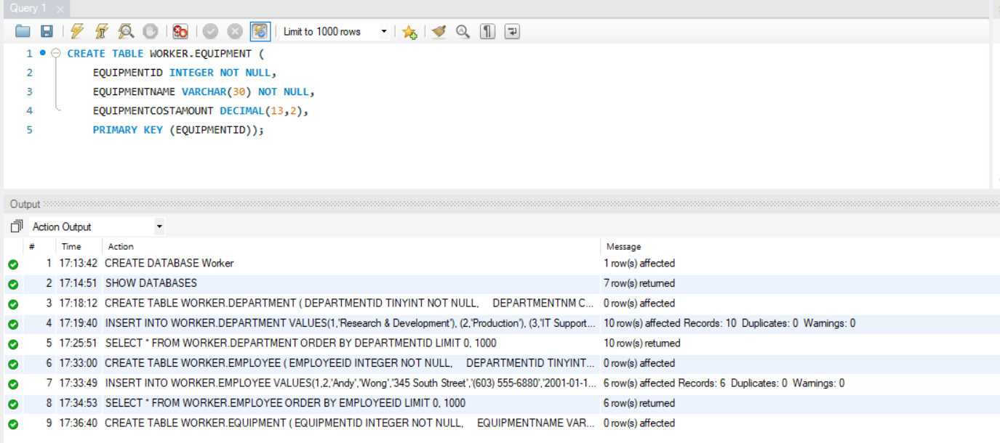 Query 1
Limit to 1000 rows
1 CREATE TABLE WORKER.EQUIPMENT (
2 EQUIPMENTID INTEGER NOT NULL,
3 EQUIPMENTNAME VARCHAR(30) NOT NULL,
4 EQUIPMENTCOSTAMOUNT DECIMAL(13,2),
5 PRIMARY KEY (EQUIPMENTID));
Output
Action Output
# Time Action Message
1 17:13:42 CREATE DATABASE Worker 1 row(s) affected
2 17:14:51 SHOW DATABASES 7 row(s) returned
3 17:18:12 CREATE TABLE WORKER.DEPARTMENT ( DEPARTMENTID TINYINT NOT NULL, DEPARTMENTNM C... 0 row(s) affected
4 17:19:40 INSERT INTO WORKER.DEPARTMENT VALUES(1,'Research & Development'), (2,'Production'), (3,'IT Support... 10 row(s) affected Records: 10 Duplicates: 0 Warnings: 0
5 17:25:51 SELECT * FROM WORKER.DEPARTMENT ORDER BY DEPARTMENTID LIMIT 0, 1000 10 row(s) returned
6 17:33:00 CREATE TABLE WORKER.EMPLOYEE ( EMPLOYEEID INTEGER NOT NULL, DEPARTMENTID TINYINT... 0 row(s) affected
7 17:33:49 INSERT INTO WORKER.EMPLOYEE VALUES(1,2,'Andy','Wong','345 South Street','(603) 555-6880','2001-01-1... 6 row(s) affected Records: 6 Duplicates: 0 Warnings: 0
8 17:34:53 SELECT * FROM WORKER.EMPLOYEE ORDER BY EMPLOYEEID LIMIT 0, 1000 6 row(s) returned
9 17:36:40 CREATE TABLE WORKER.EQUIPMENT ( EQUIPMENTID INTEGER NOT NULL, EQUIPMENTNAME VAR... 0 row(s) affected